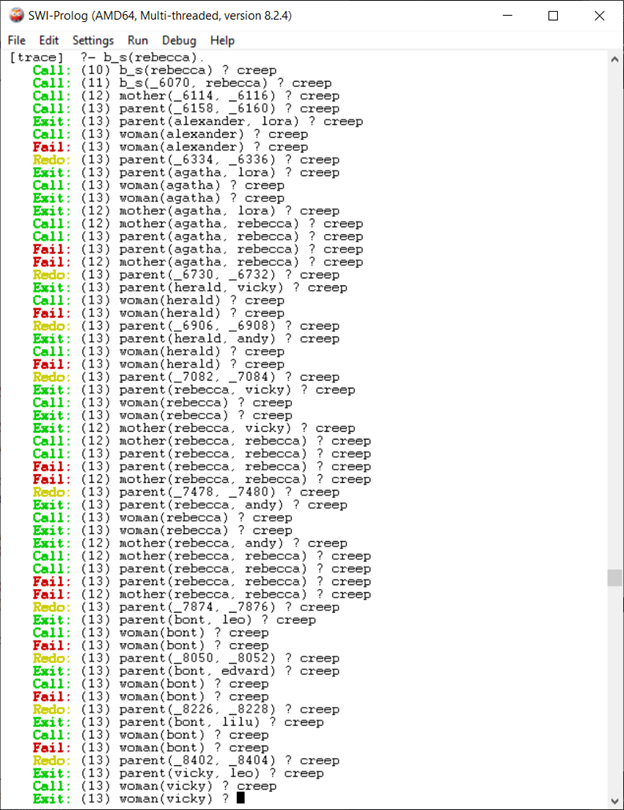 SWI-Prolog (AMD64, Multi-threaded, version 8.2.4)
File Edit Settings Run Debug Help
[trace] ?- b_s(rebecca).
Call: (10) b_s(rebecca) ? creep
Call: (11) b_s(_6070, rebecca) ? creep
Call: (12) mother(_6114, _6116) ? creep
Call: (13) parent(_6158, _6160) ? creep
Exit: (13) parent(alexander, lora) ? creep
Call: (13) woman(alexander) ? creep
Fail: (13) woman(alexander) ? creep
Redo: (13) parent(_6334, _6336) ? creep
Exit: (13) parent(agatha, lora) ? creep
Call: (13) woman(agatha) ? creep
Exit: (13) woman(agatha) ? creep
Exit: (12) mother(agatha, lora) ? creep
Call: (12) mother(agatha, rebecca) ? creep
Call: (13) parent(agatha, rebecca) ? creep
Fail: (13) parent(agatha, rebecca) ? creep
Fail: (12) mother(agatha, rebecca) ? creep
Redo: (13) parent(_6730, _6732) ? creep
Exit: (13) parent(herald, vicky) ? creep
Call: (13) woman(herald) ? creep
Fail: (13) woman(herald) ? creep
Redo: (13) parent(_6906, _6908) ? creep
Exit: (13) parent(herald, andy) ? creep
Call: (13) woman(herald) ? creep
Fail: (13) woman(herald) ? creep
Redo: (13) parent(_7082, _7084) ? creep
Exit: (13) parent(rebecca, vicky) ? creep
Call: (13) woman(rebecca) ? creep
Exit: (13) woman(rebecca) ? creep
Exit: (12) mother(rebecca, vicky) ? creep
Call: (12) mother(rebecca, rebecca) ? creep
Call: (13) parent(rebecca, rebecca) ? creep
Fail: (13) parent(rebecca, rebecca) ? creep
Fail: (12) mother(rebecca, rebecca) ? creep
Redo: (13) parent(_7478, _7480) ? creep
Exit: (13) parent(rebecca, andy) ? creep
Call: (13) woman(rebecca) ? creep
Exit: (13) woman(rebecca) ? creep
Exit: (12) mother(rebecca, andy) ? creep
Call: (12) mother(rebecca, rebecca) ? creep
Call: (13) parent(rebecca, rebecca) ? creep
Fail: (13) parent(rebecca, rebecca) ? creep
Fail: (12) mother(rebecca, rebecca) ? creep
Redo: (13) parent(_7874, _7876) ? creep
Exit: (13) parent(bont, leo) ? creep
Call: (13) woman(bont) ? creep
Fail: (13) woman(bont) ? creep
Redo: (13) parent(_8050, _8052) ? creep
Exit: (13) parent(bont, edvard) ? creep
Call: (13) woman(bont) ? creep
Fail: (13) woman(bont) ? creep
Redo: (13) parent(_8226, _8228) ? creep
Exit: (13) parent(bont, lilu) ? creep
Call: (13) woman(bont) ? creep
Fail: (13) woman(bont) ? creep
Redo: (13) parent(_8402, _8404) ? creep
Exit: (13) parent(vicky, leo) ? creep
Call: (13) woman(vicky) ? creep
Exit: (13) woman(vicky) ?